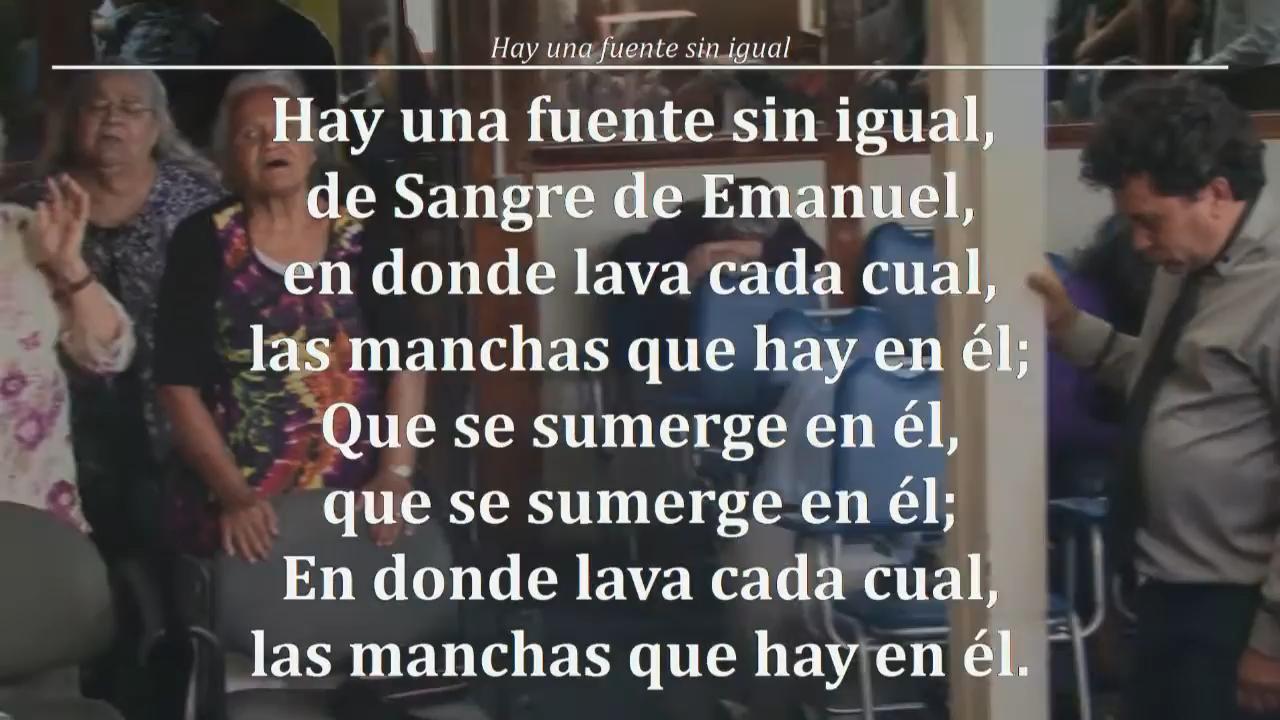 Hay una fuente sin igual
Hay una fuente sin igual,
de Sangre de Emanuel,
en donde lava cada cual,
las manchas que hay en él;
Que se sumerge en él,
que se sumerge en él;
En donde lava cada cual,
las manchas que hay en él.